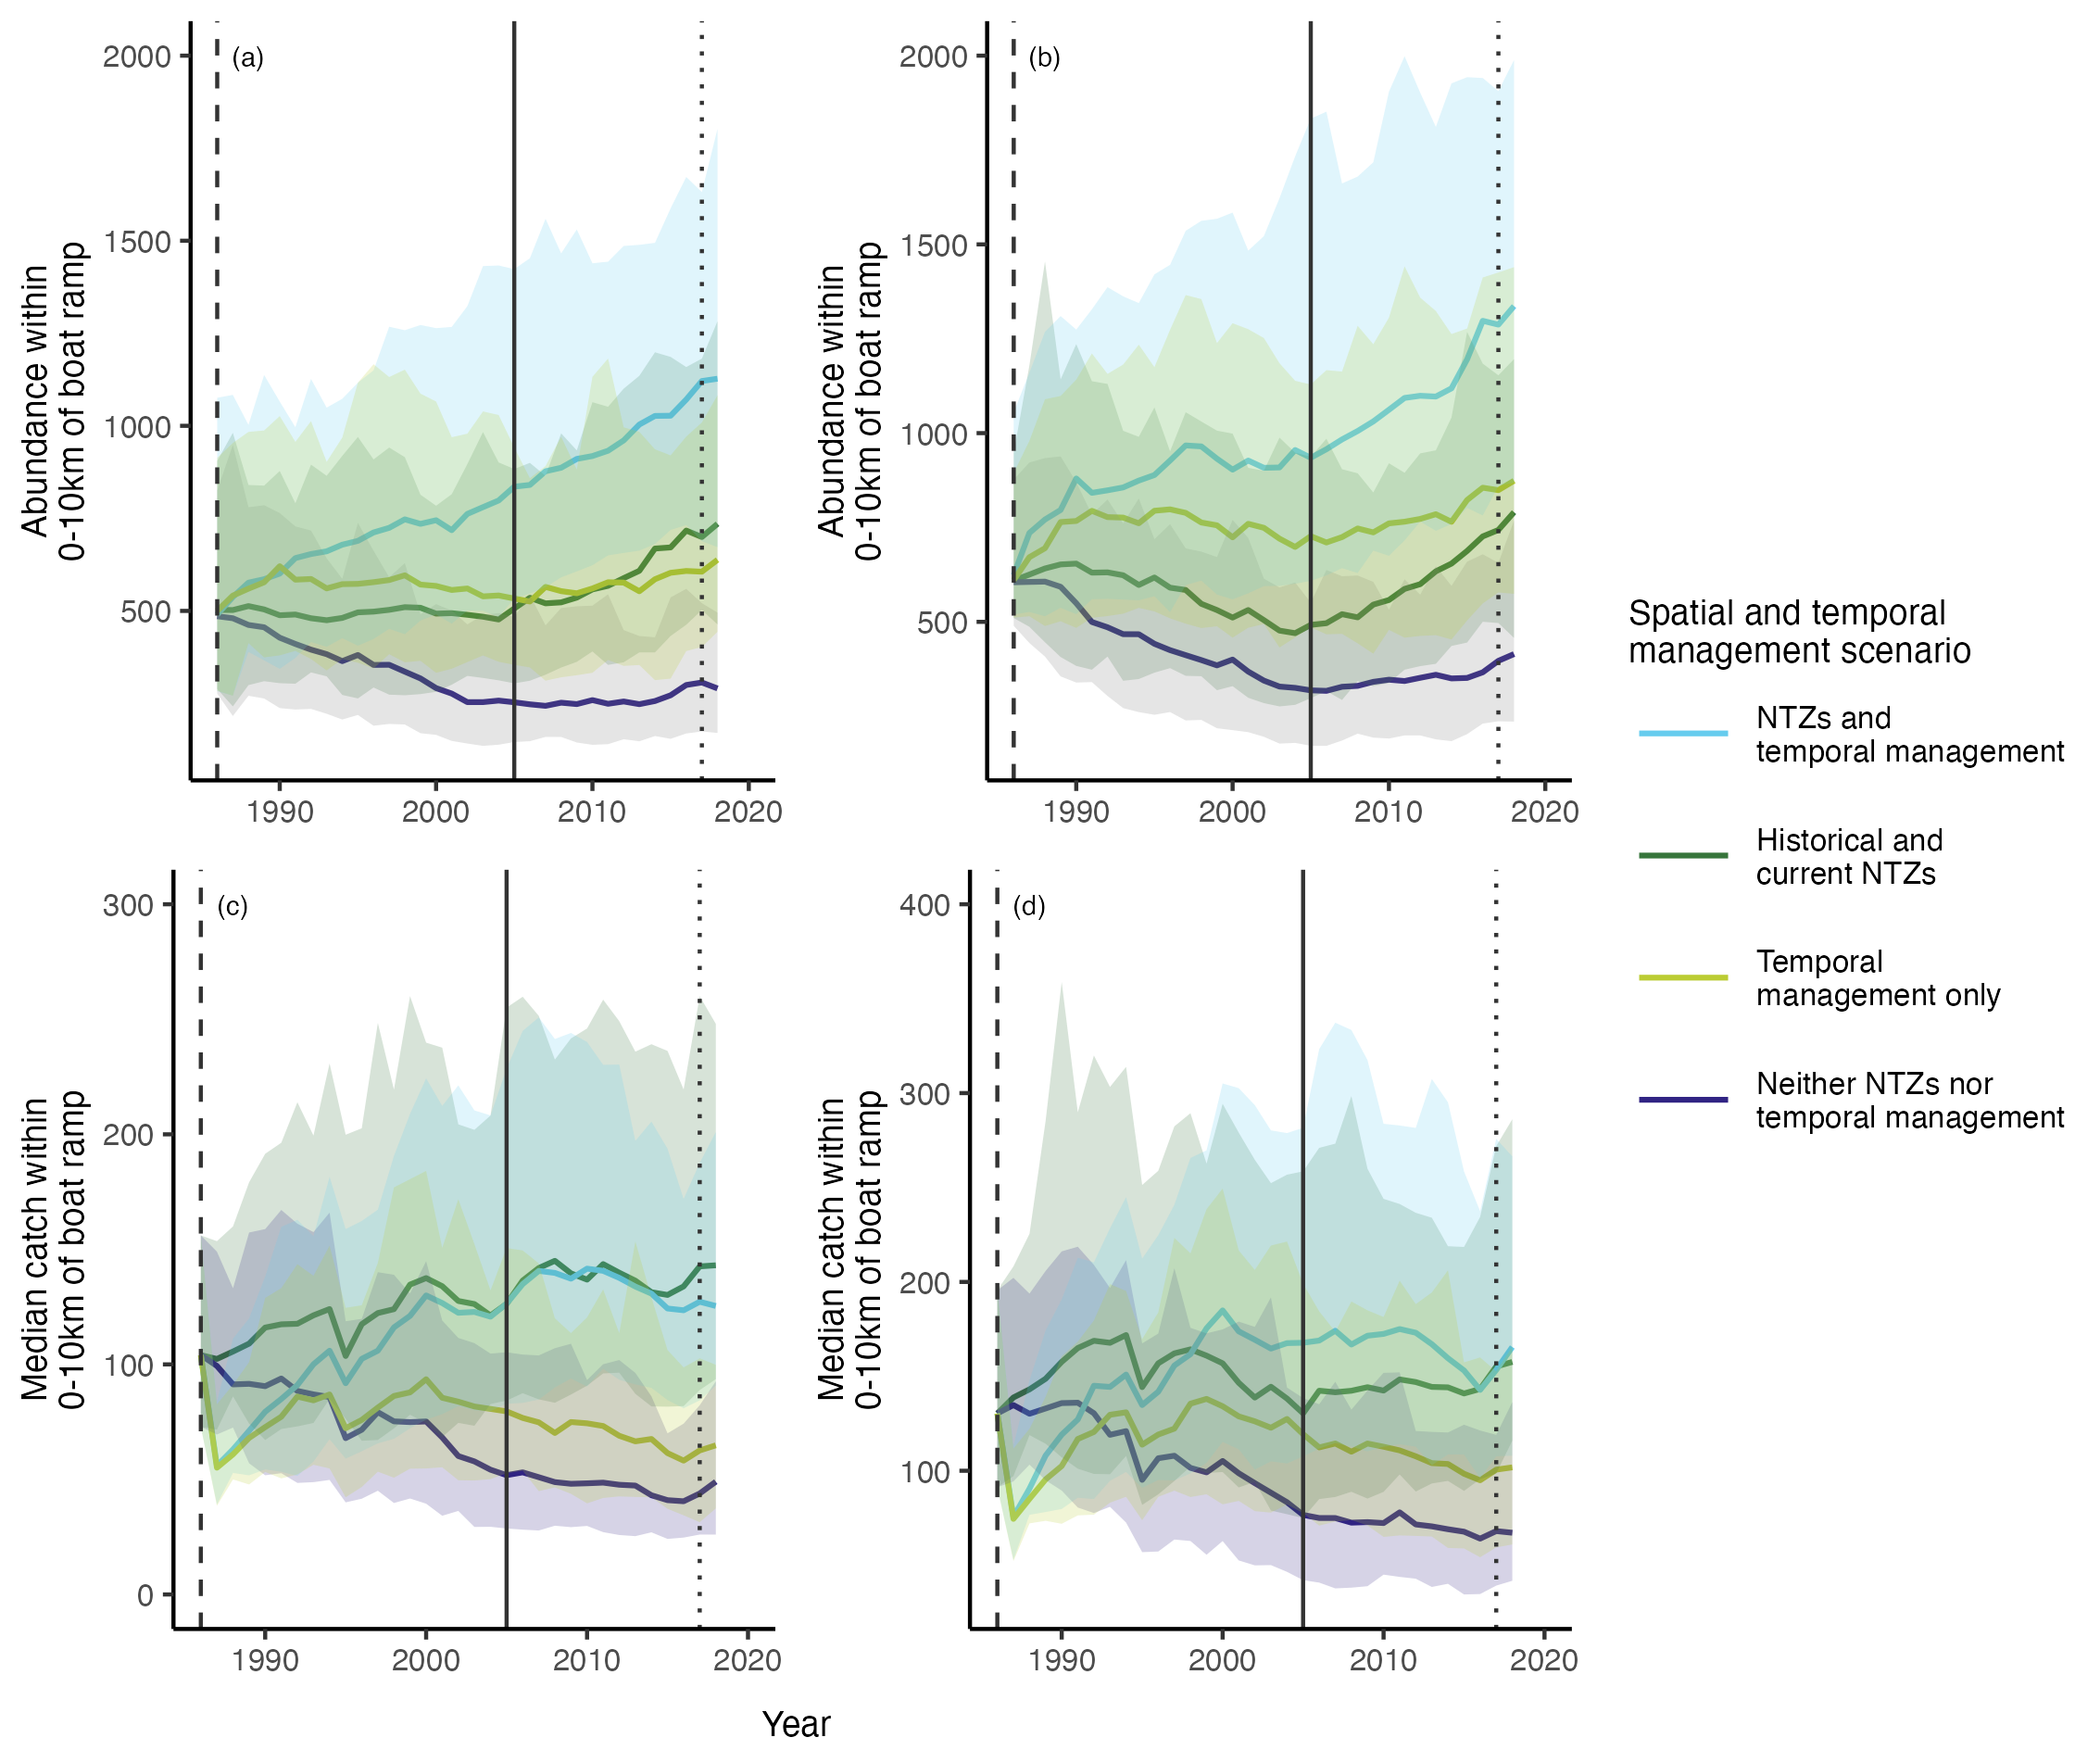 (a)
2000
1500
1000
500
Abundance within
0-10km of boat ramp
1990
2000
2010
2020
(b)
2000
1500
1000
500
Abundance within
0-10km of boat ramp
1990
2000
2010
2020
(c)
300
200
100
0
Median catch within
0-10km of boat ramp
1990
2000
2010
2020
(d)
400
300
200
100
Median catch within
0-10km of boat ramp
1990
2000
2010
2020
Year
Spatial and temporal
management scenario
NTZs and
temporal management
Historical and
current NTZs
Temporal
management only
Neither NTZs nor
temporal management